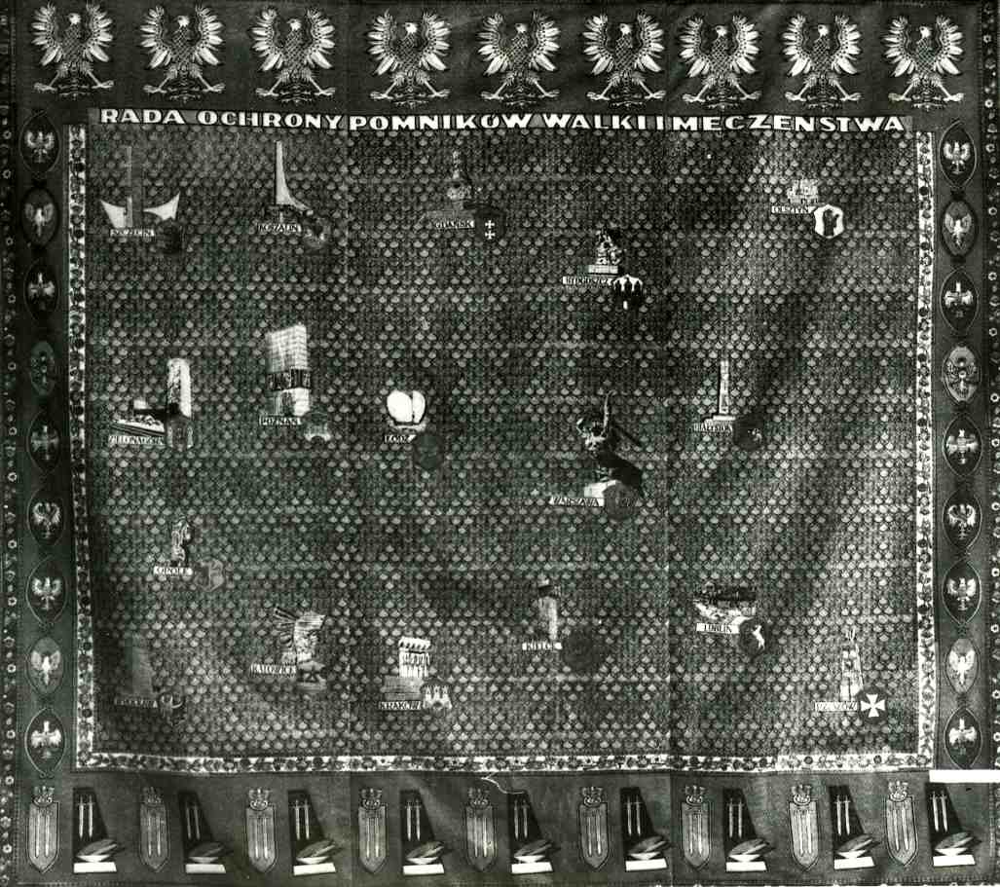 RADA OCHRONY POMNIKÓW WALKI I MĘCZEŃSTWA
SZCZECIN
KOSZALIN
GDAŃSK
OLSZTYN
BYDGOSZCZ
ZIELONA GÓRA
POZNAŃ
ŁÓDŹ
BIAŁYSTOK
WARSZAWA
OPOLE
KATOWICE
KRAKÓW
KIELCE
LUBLIN
WROCŁAW
RZESZÓW